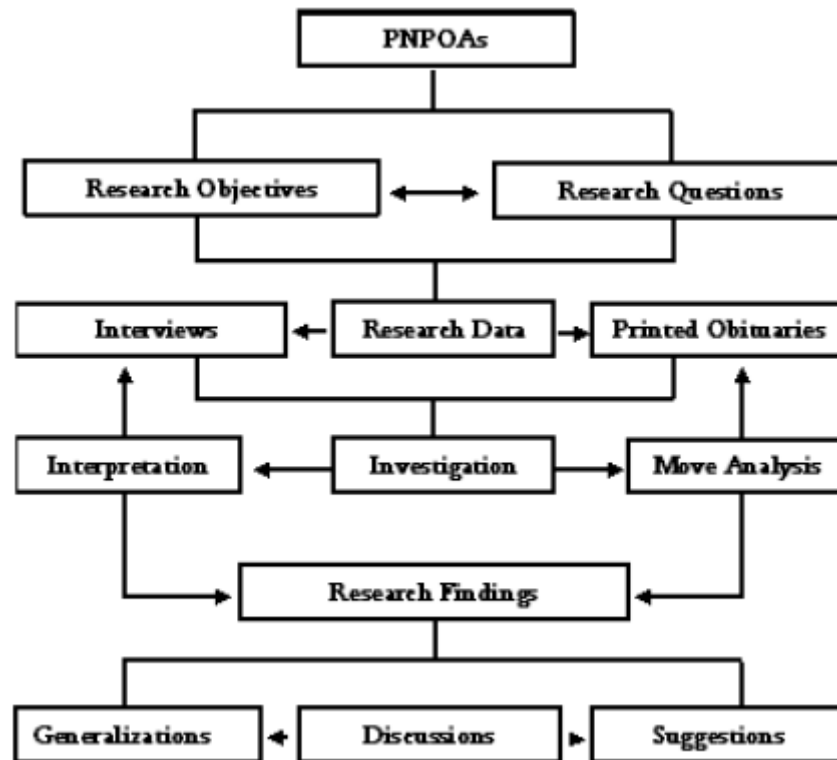 PNPOAs
Research Objectives
Research Questions
Interviews
Research Data
Printed Obituaries
Interpretation
Investigation
Move Analysis
Research Findings
Generalizations
Discussions
Suggestions